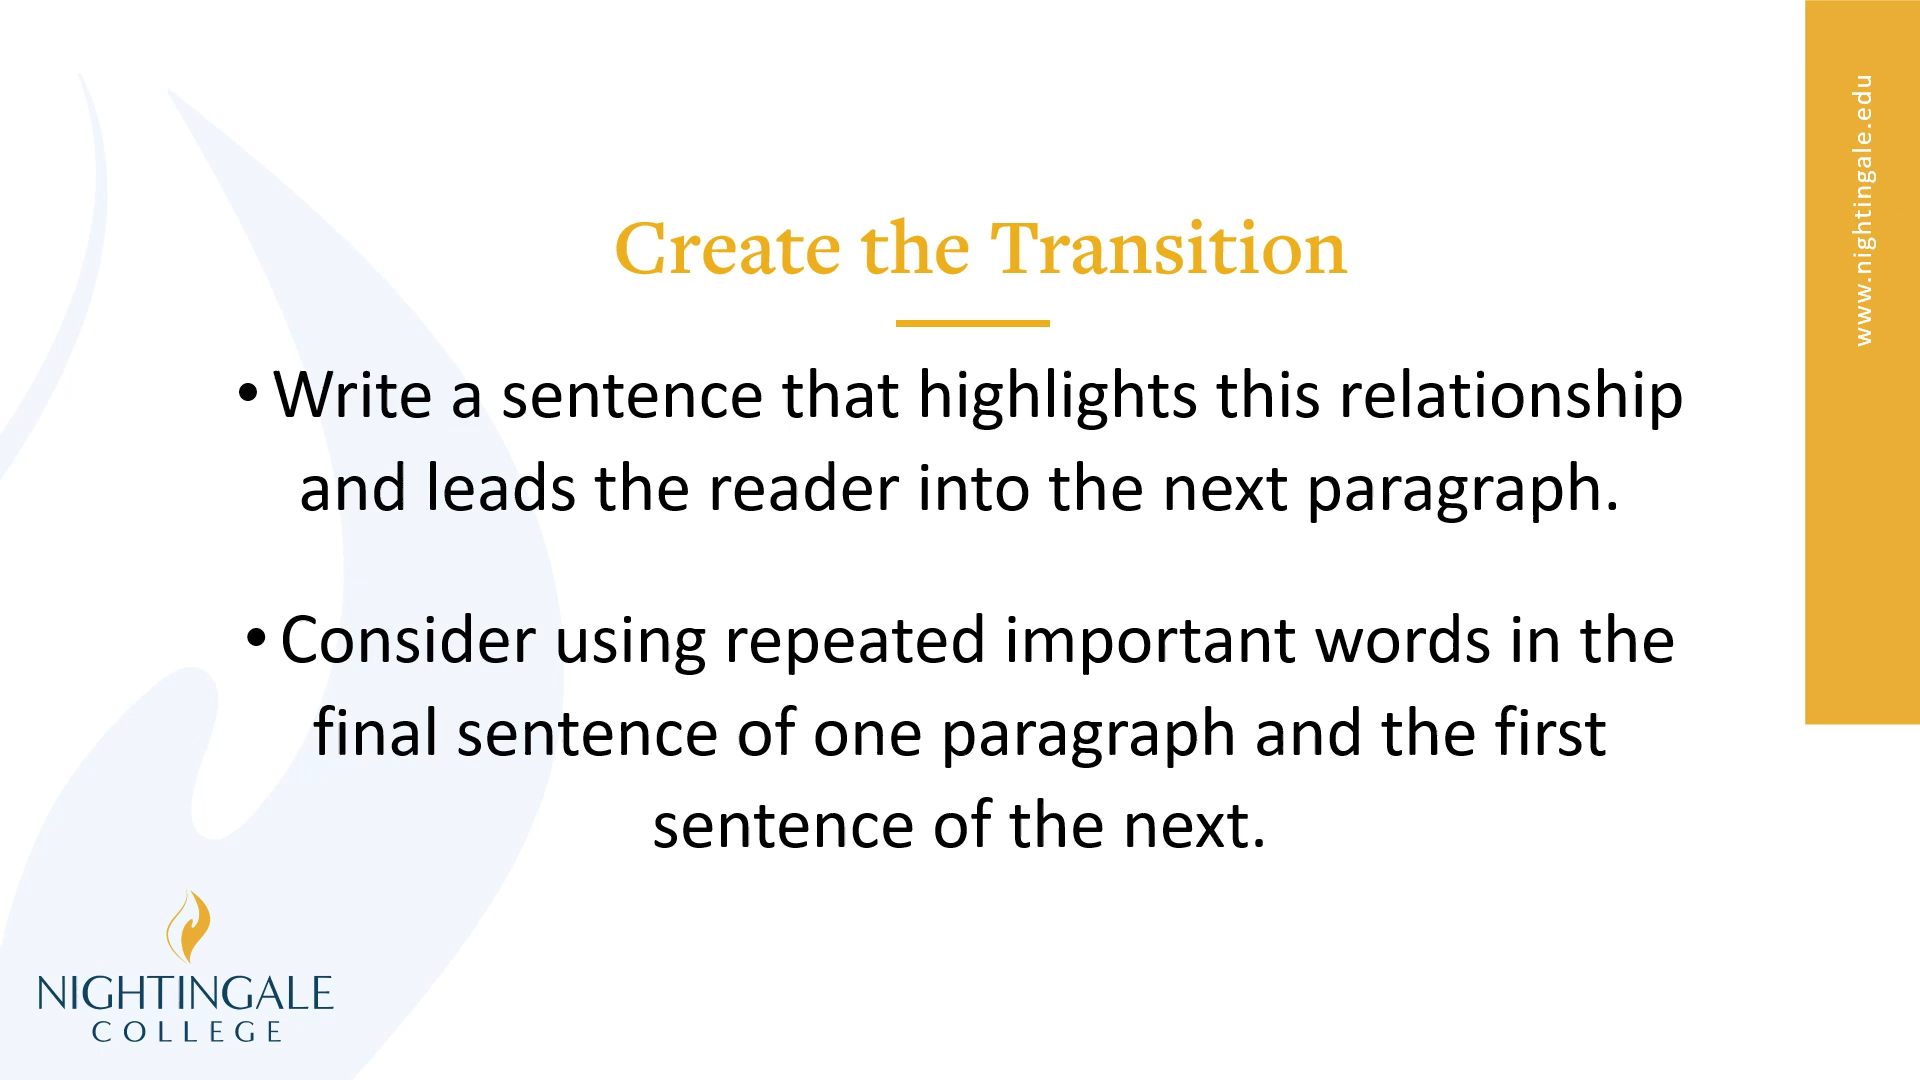 www.nightingale.edu
Create the Transition
• Write a sentence that highlights this relationship
and leads the reader into the next paragraph.
• Consider using repeated important words in the
final sentence of one paragraph and the first
sentence of the next.
NIGHTINGALE
COLLEGE